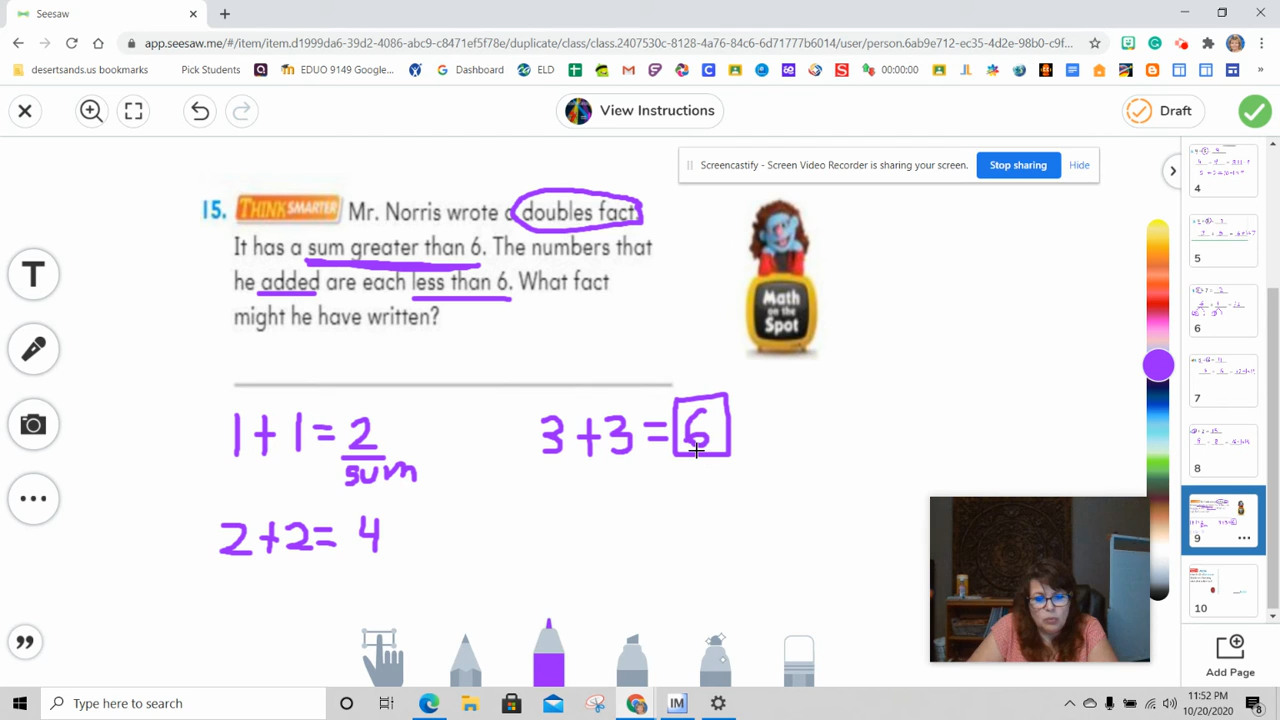 Seesaw
app.seesaw.me/#/item/item.d1999da6-39d2-4086-abc1-c8471ef2f78e/duplicate/class/class.2407530c-8128-4a76-84c6-6d71777b6014/user/person.6ab9e712-ec35-4d2e-98b0-c9f...
desertsands.us bookmarks Pick Students EDUO 9149 Google... Dashboard ELD 00:00:00
View Instructions
Draft
Screencastify - Screen Video Recorder is sharing your screen. Stop sharing Hide
15. THINK SMARTER Mr. Norris wrote a doubles fact.
It has a sum greater than 6. The numbers that
he added are each less than 6. What fact
might he have written?
Math
on the
Spot
1 + 1 = 2
sum
3 + 3 = 6
2 + 2 = 4
4
5
6
7
8
9
10
Add Page
Type here to search
11:52 PM
10/20/2020